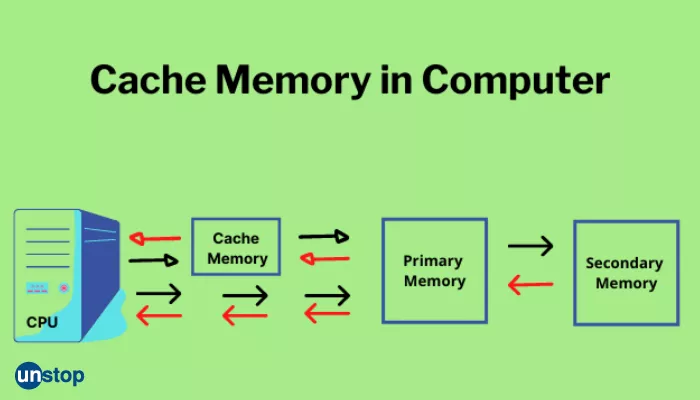 Cache Memory in Computer
CPU
Cache
Memory
Primary
Memory
Secondary
Memory
unstop